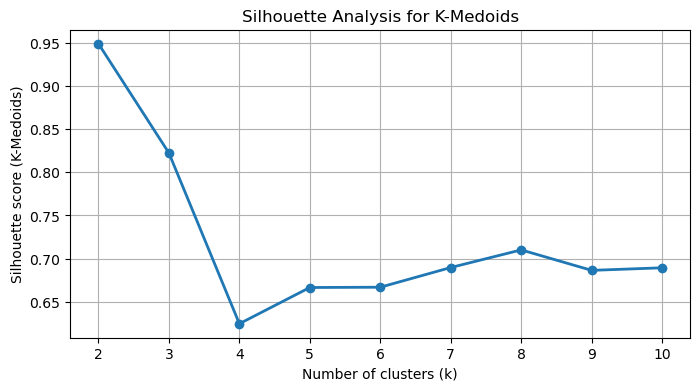 Silhouette Analysis for K-Medoids
Silhouette score (K-Medoids)
0.95
0.90
0.85
0.80
0.75
0.70
0.65
2 3 4 5 6 7 8 9 10
Number of clusters (k)